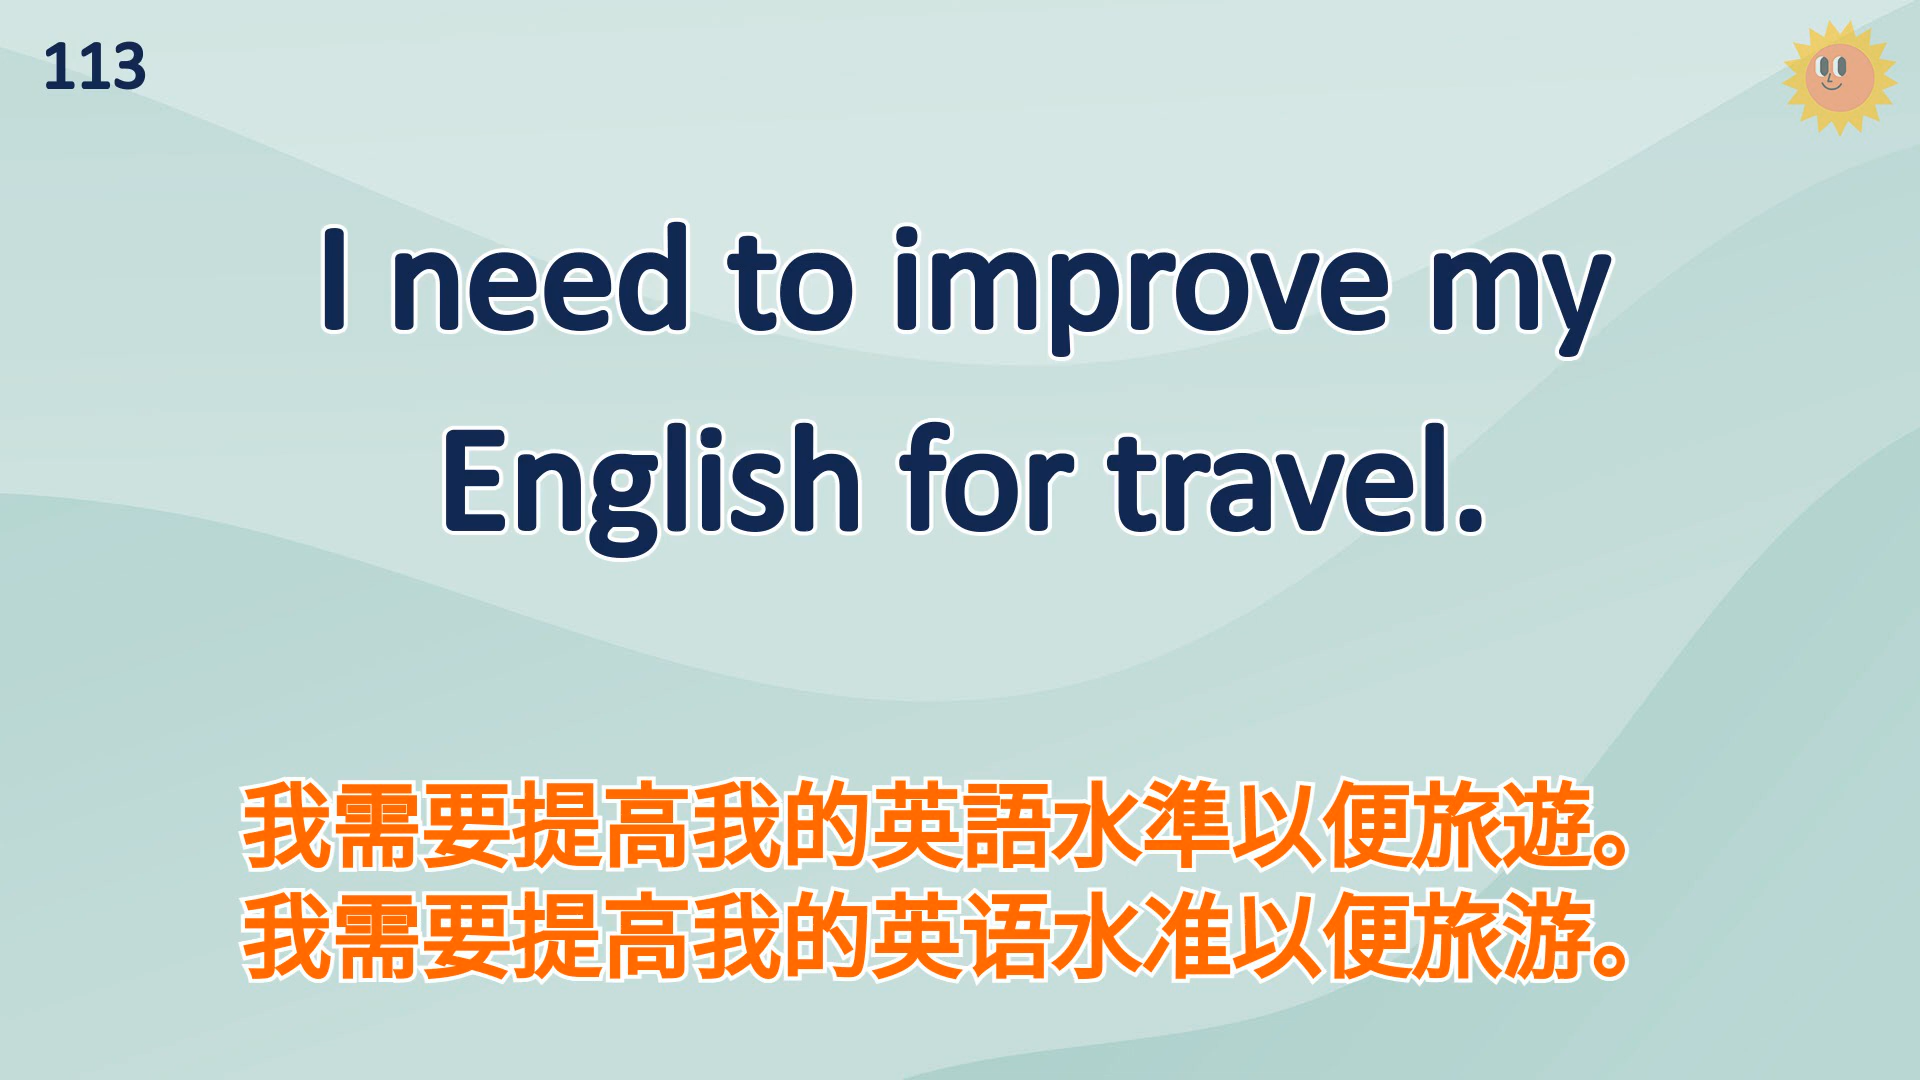 113
I need to improve my
English for travel.
我需要提高我的英語水準以便旅遊。
我需要提高我的英语水准以便旅游。